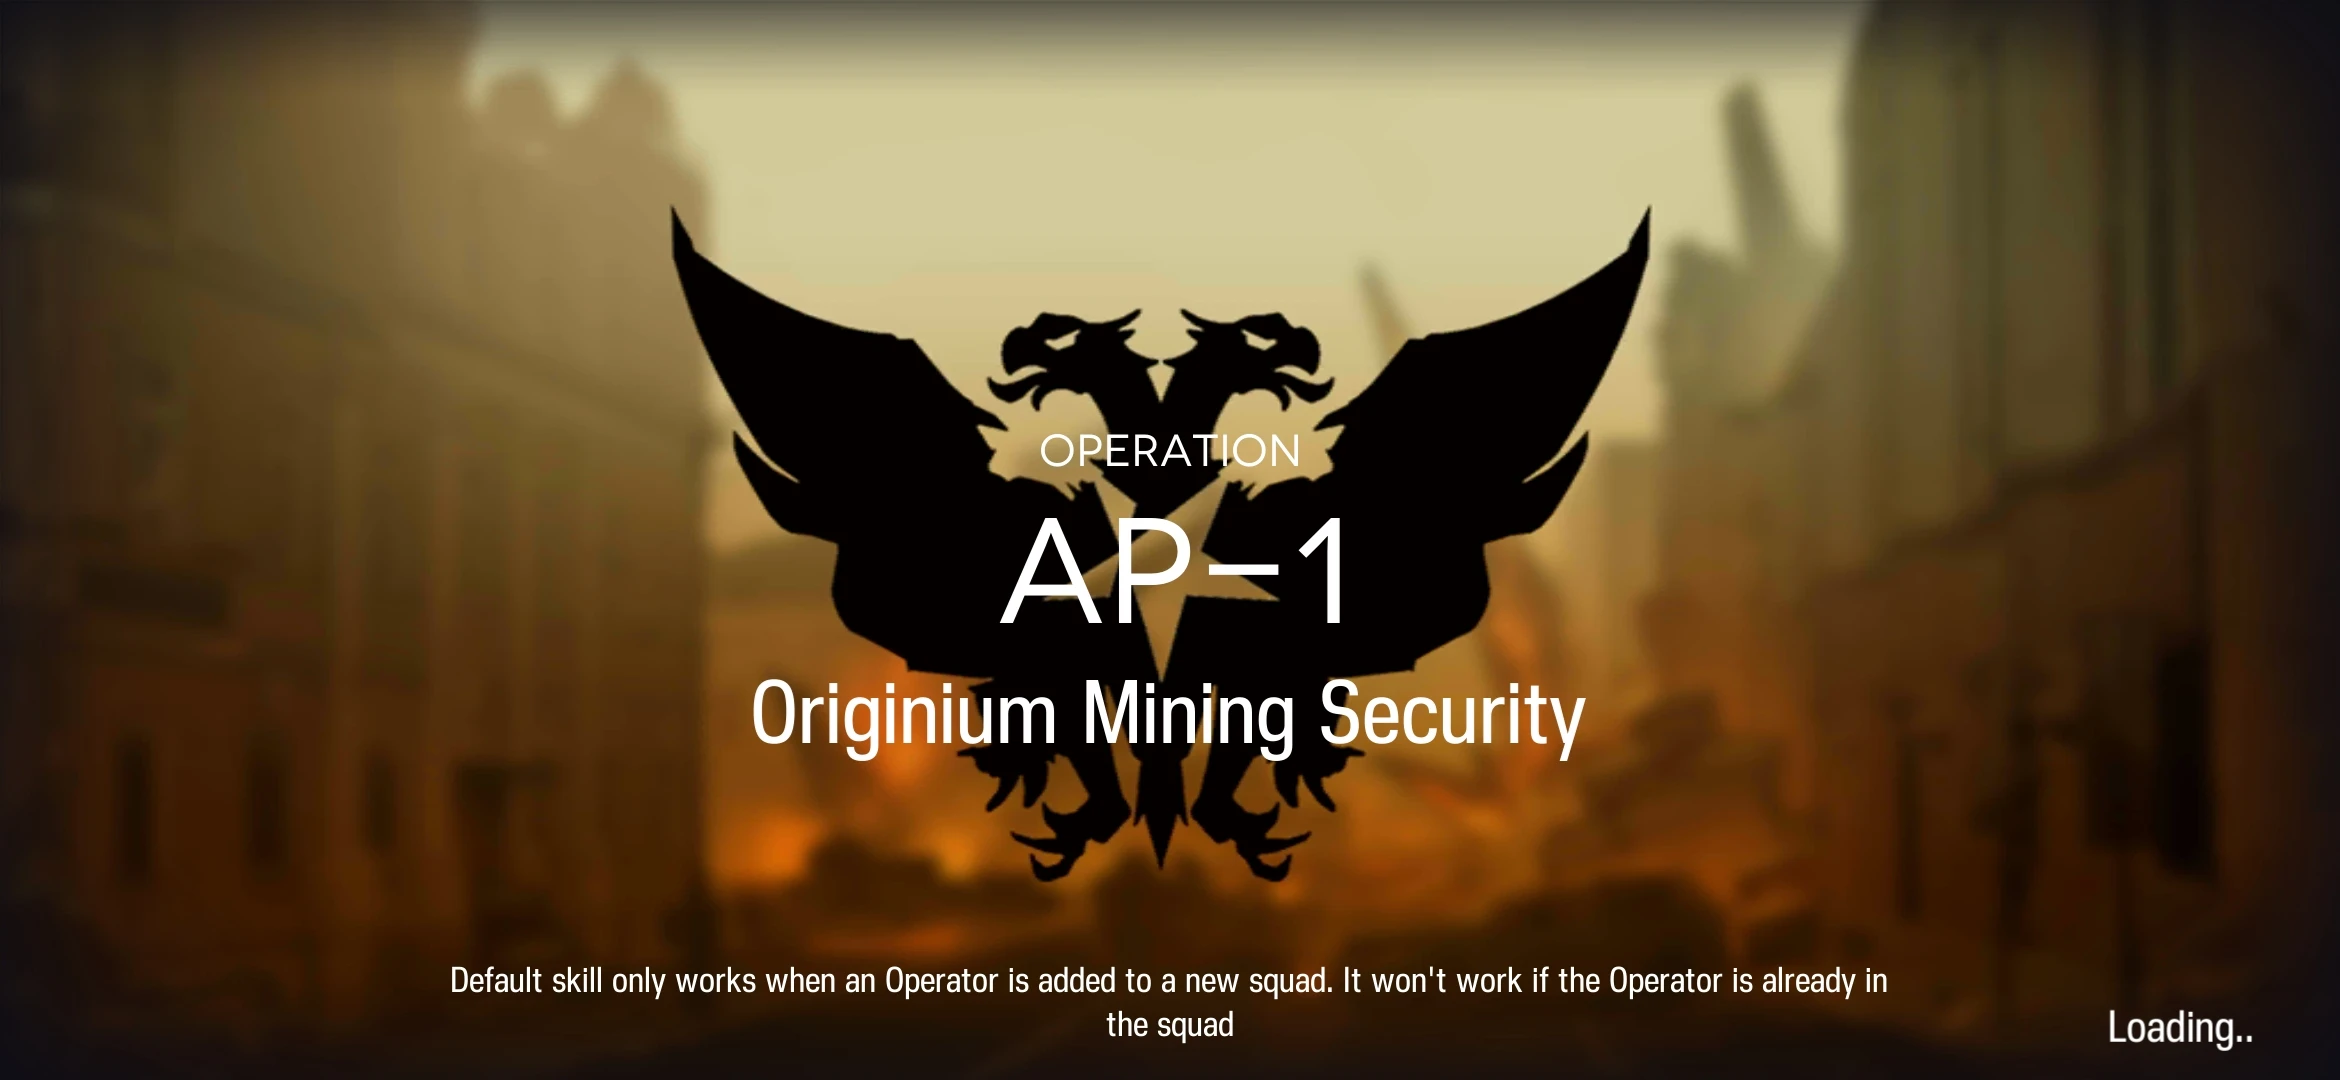 OPERATION
AP-1
Originium Mining Security
Default skill only works when an Operator is added to a new squad. It won't work if the Operator is already in
the squad
Loading..